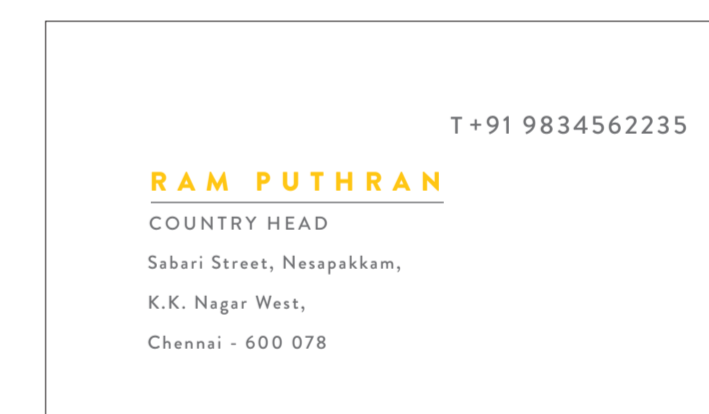 T +91 9834562235
RAM PUTHRAN
COUNTRY HEAD
Sabari Street, Nesapakkam,
K.K. Nagar West,
Chennai - 600 078